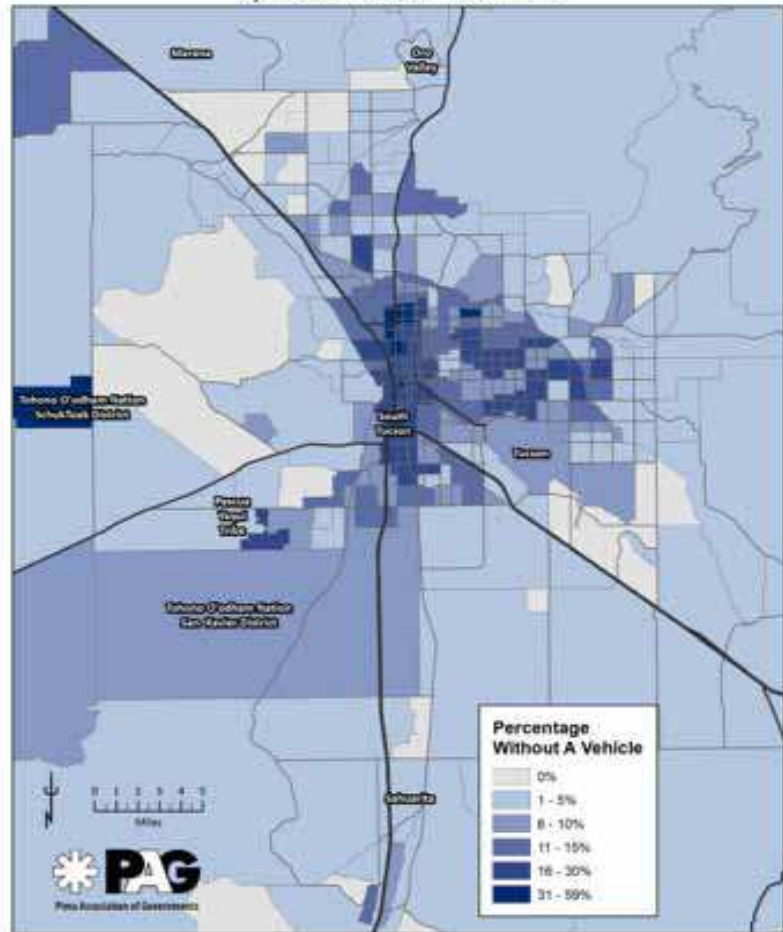 Marana
Oro
Valley
Tohono O'odham Nation
Schuk Toak District
South
Tucson
Tucson
Pascua
Yaqui
Tribe
Tohono O'odham Nation
San Xavier District
Sahuarita
Percentage
Without A Vehicle
0%
1 - 5%
6 - 10%
11 - 15%
16 - 30%
31 - 59%
0 1 2 3 4 5
Miles
PAG
Pima Association of Governments